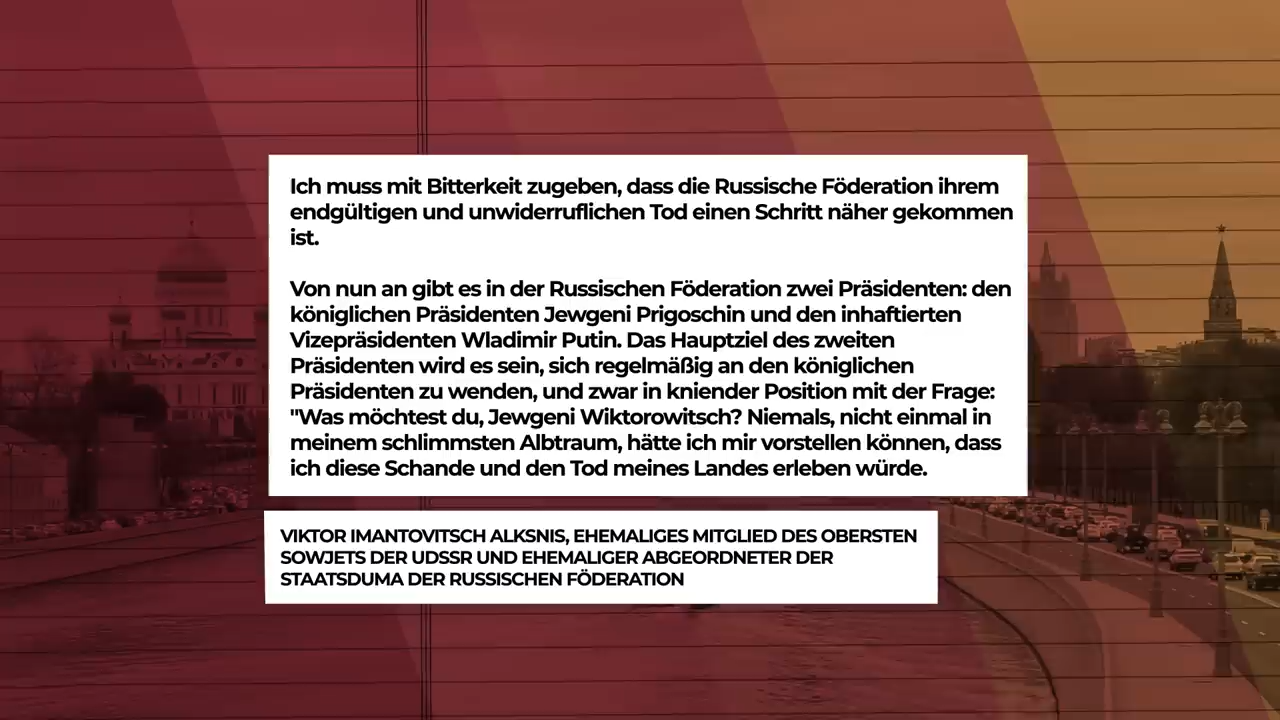 Ich muss mit Bitterkeit zugeben, dass die Russische Föderation ihrem
endgültigen und unwiderruflichen Tod einen Schritt näher gekommen
ist.
Von nun an gibt es in der Russischen Föderation zwei Präsidenten: den
königlichen Präsidenten Jewgeni Prigoschin und den inhaftierten
Vizepräsidenten Wladimir Putin. Das Hauptziel des zweiten
Präsidenten wird es sein, sich regelmäßig an den königlichen
Präsidenten zu wenden, und zwar in kniender Position mit der Frage:
"Was möchtest du, Jewgeni Wiktorowitsch? Niemals, nicht einmal in
meinem schlimmsten Albtraum, hätte ich mir vorstellen können, dass
ich diese Schande und den Tod meines Landes erleben würde.
VIKTOR IMANTOVITSCH ALKSNIS, EHEMALIGES MITGLIED DES OBERSTEN
SOWJETS DER UDSSR UND EHEMALIGER ABGEORDNETER DER
STAATSDUMA DER RUSSISCHEN FÖDERATION